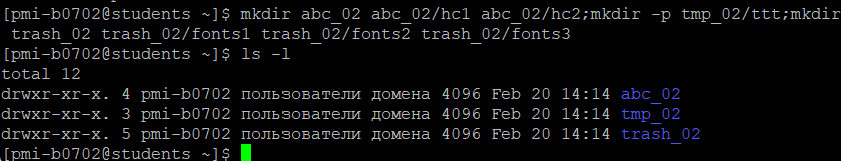 [pmi-b0702@students ~]$ mkdir abc_02 abc_02/hc1 abc_02/hc2;mkdir -p tmp_02/ttt;mkdir
trash_02 trash_02/fonts1 trash_02/fonts2 trash_02/fonts3
[pmi-b0702@students ~]$ ls -l
total 12
drwxr-xr-x. 4 pmi-b0702 пользователи домена 4096 Feb 20 14:14 abc_02
drwxr-xr-x. 3 pmi-b0702 пользователи домена 4096 Feb 20 14:14 tmp_02
drwxr-xr-x. 5 pmi-b0702 пользователи домена 4096 Feb 20 14:14 trash_02
[pmi-b0702@students ~]$